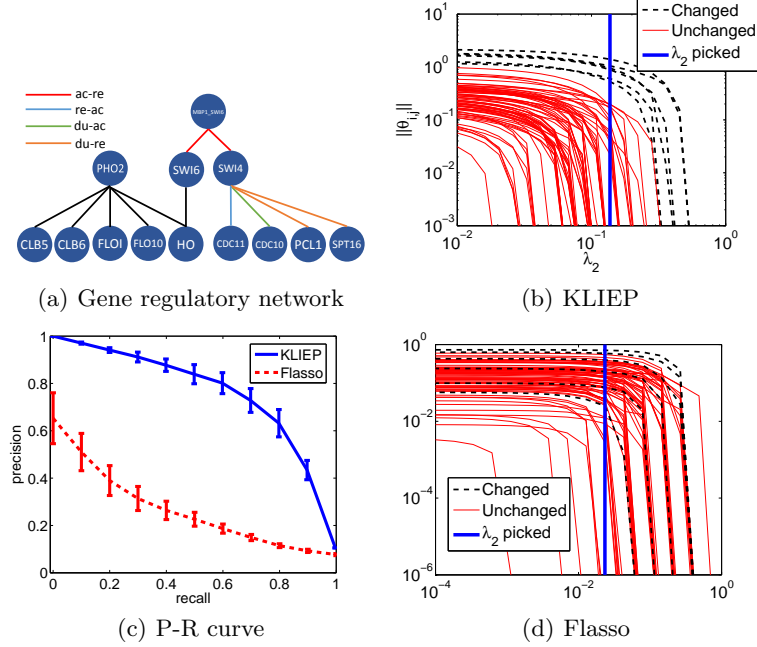 ac-re
re-ac
du-ac
du-re
MBP1_SWI6
PHO2
SWI6
SWI4
CLB5
CLB6
FLOI
FLO10
HO
CDC11
CDC10
PCL1
SPT16
(a) Gene regulatory network
Changed
Unchanged
λ2 picked
10^1
10^0
10^-1
10^-2
10^-3
||θi,j||
10^-2
10^-1
10^0
λ2
(b) KLIEP
KLIEP
Flasso
1
0.8
0.6
0.4
0.2
0
precision
0
0.2
0.4
0.6
0.8
1
recall
(c) P-R curve
10^0
10^-2
10^-4
10^-6
Changed
Unchanged
λ2 picked
10^-4
10^-2
10^0
(d) Flasso